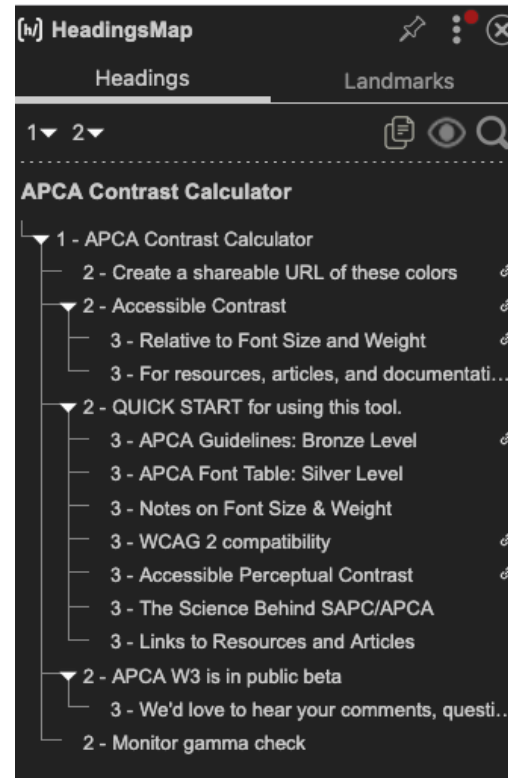 [h/] HeadingsMap
Headings Landmarks
1 2
APCA Contrast Calculator
1 - APCA Contrast Calculator
2 - Create a shareable URL of these colors
2 - Accessible Contrast
3 - Relative to Font Size and Weight
3 - For resources, articles, and documentati...
2 - QUICK START for using this tool.
3 - APCA Guidelines: Bronze Level
3 - APCA Font Table: Silver Level
3 - Notes on Font Size & Weight
3 - WCAG 2 compatibility
3 - Accessible Perceptual Contrast
3 - The Science Behind SAPC/APCA
3 - Links to Resources and Articles
2 - APCA W3 is in public beta
3 - We'd love to hear your comments, questi...
2 - Monitor gamma check